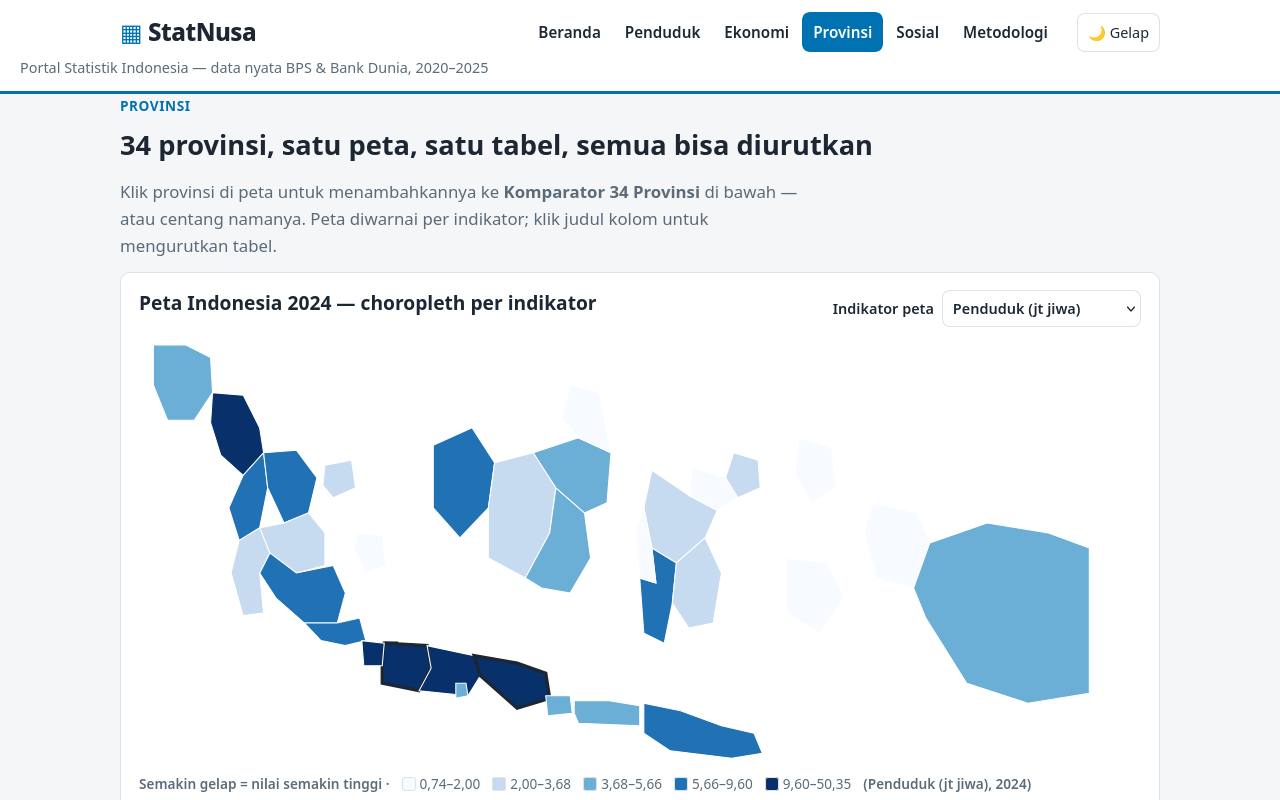 ▦ StatNusa
Beranda Penduduk Ekonomi Provinsi Sosial Metodologi 🌙 Gelap
Portal Statistik Indonesia — data nyata BPS & Bank Dunia, 2020–2025
PROVINSI
34 provinsi, satu peta, satu tabel, semua bisa diurutkan
Klik provinsi di peta untuk menambahkannya ke Komparator 34 Provinsi di bawah —
atau centang namanya. Peta diwarnai per indikator; klik judul kolom untuk
mengurutkan tabel.
Peta Indonesia 2024 — choropleth per indikator
Indikator peta Penduduk (jt jiwa)
Semakin gelap = nilai semakin tinggi · 0,74–2,00 2,00–3,68 3,68–5,66 5,66–9,60 9,60–50,35 (Penduduk (jt jiwa), 2024)